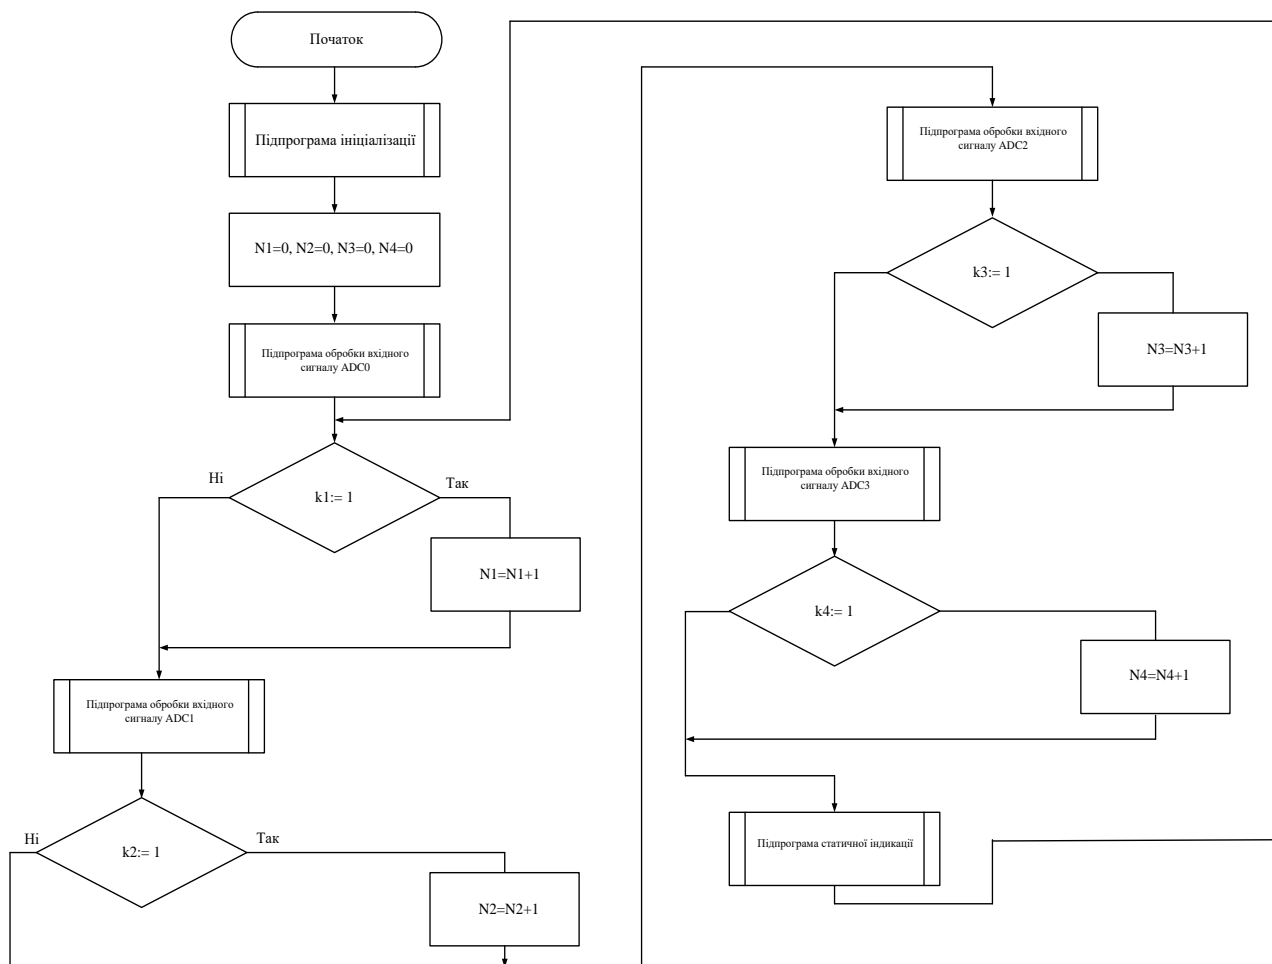 Початок
Підпрограма ініціалізації
N1=0, N2=0, N3=0, N4=0
Підпрограма обробки вхідного
сигналу ADC0
k1:= 1
Ні
Так
N1=N1+1
Підпрограма обробки вхідного
сигналу ADC1
k2:= 1
Ні
Так
N2=N2+1
Підпрограма обробки вхідного
сигналу ADC2
k3:= 1
N3=N3+1
Підпрограма обробки вхідного
сигналу ADC3
k4:= 1
N4=N4+1
Підпрограма статичної індикації